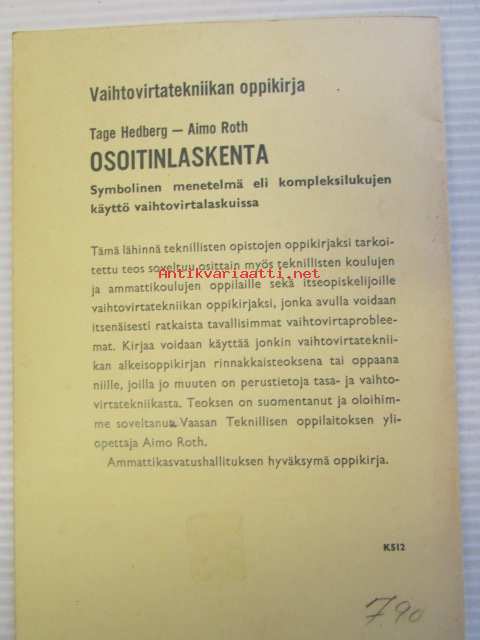 Vaihtovirtatekniikan oppikirja
Tage Hedberg — Aimo Roth
OSOITINLASKENTA
Symbolinen menetelmä eli kompleksilukujen
käyttö vaihtovirtalaskuissa
Tämä lähinnä teknillisten opistojen oppikirjaksi tarkoi-
tettu teos soveltuu osittain myös teknillisten koulujen
Antikvariaatti.net
ja ammattikoulujen oppilaille sekä itseopiskelijoille
vaihtovirtatekniikan oppikirjaksi, jonka avulla voidaan
itsenäisesti ratkaista tavallisimmat vaihtovirtaproblee-
mat. Kirjaa voidaan käyttää jonkin vaihtovirtateknii-
kan alkeisoppikirjan rinnakkaisteoksena tai oppaana
niille, joilla jo muuten on perustietoja tasa- ja vaihto-
virtatekniikasta. Teoksen on suomentanut ja oloihim-
me soveltanut Vaasan Teknillisen oppilaitoksen yli-
opettaja Aimo Roth.
Ammattikasvatushallituksen hyväksymä oppikirja.
K512
7.90